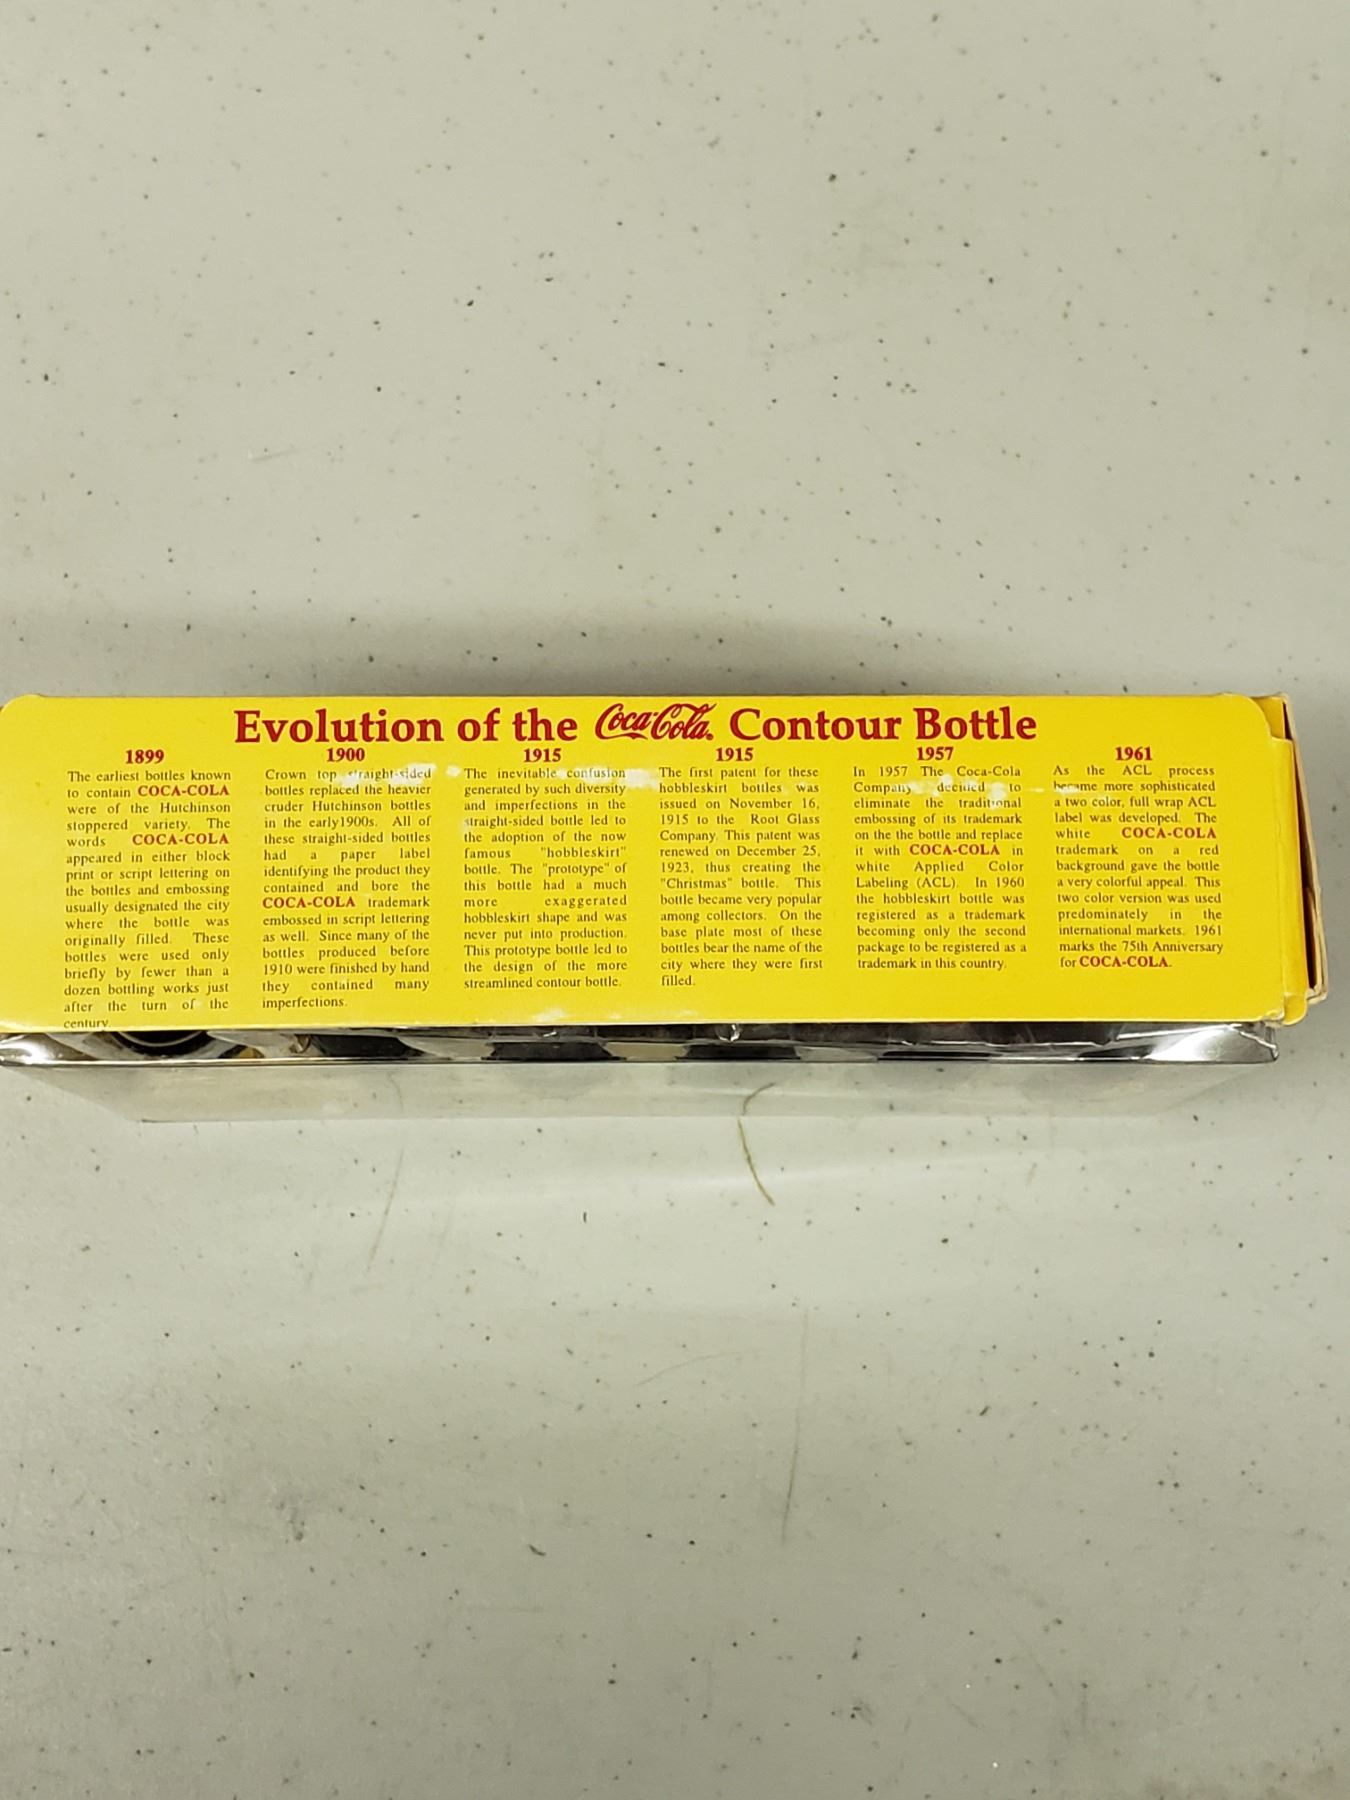 Evolution of the Coca-Cola Contour Bottle
1899
The earliest bottles known
to contain COCA-COLA
were of the Hutchinson
stoppered variety. The
words COCA-COLA
appeared in either block
print or script lettering on
the bottles and embossing
usually designated the city
where the bottle was
originally filled. These
bottles were used only
briefly by fewer than a
dozen bottling works just
after the turn of the
century.
1900
Crown top straight-sided
bottles replaced the heavier
cruder Hutchinson bottles
in the early1900s. All of
these straight-sided bottles
had a paper label
identifying the product they
contained and bore the
COCA-COLA trademark
embossed in script lettering
as well. Since many of the
bottles produced before
1910 were finished by hand
they contained many
imperfections.
1915
The inevitable confusion
generated by such diversity
and imperfections in the
straight-sided bottle led to
the adoption of the now
famous "hobbleskirt"
bottle. The "prototype" of
this bottle had a much
more exaggerated
hobbleskirt shape and was
never put into production.
This prototype bottle led to
the design of the more
streamlined contour bottle.
1915
The first patent for these
hobbleskirt bottles was
issued on November 16,
1915 to the Root Glass
Company. This patent was
renewed on December 25,
1923, thus creating the
"Christmas" bottle. This
bottle became very popular
among collectors. On the
base plate most of these
bottles bear the name of the
city where they were first
filled.
1957
In 1957 The Coca-Cola
Company decided to
eliminate the traditional
embossing of its trademark
on the the bottle and replace
it with COCA-COLA in
white Applied Color
Labeling (ACL). In 1960
the hobbleskirt bottle was
registered as a trademark
becoming only the second
package to be registered as a
trademark in this country.
1961
As the ACL process
became more sophisticated
a two color, full wrap ACL
label was developed. The
white COCA-COLA
trademark on a red
background gave the bottle
a very colorful appeal. This
two color version was used
predominately in the
international markets. 1961
marks the 75th Anniversary
for COCA-COLA.